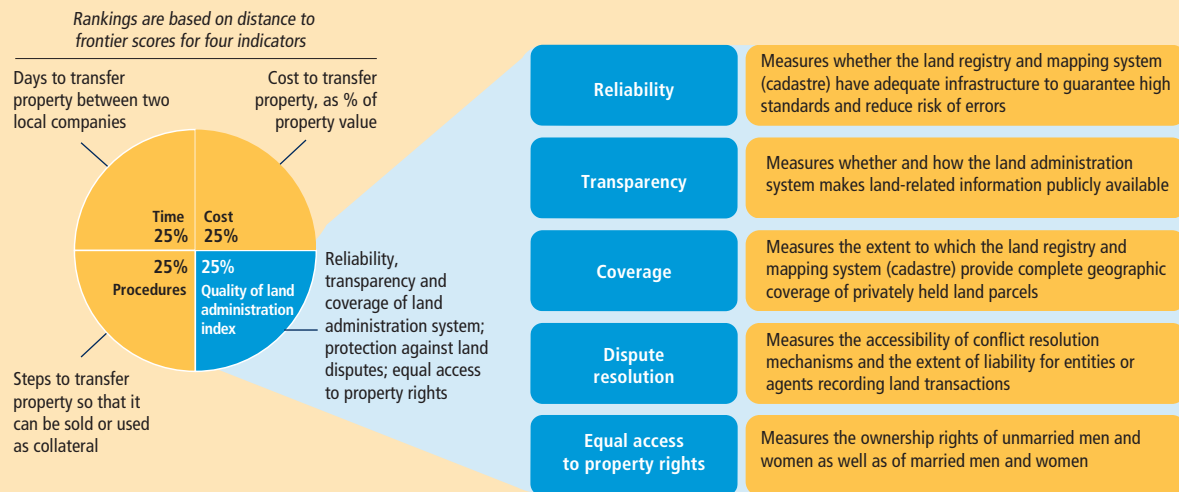 Rankings are based on distance to
frontier scores for four indicators
Days to transfer
property between two
local companies
Cost to transfer
property, as % of
property value
Time
25%
Cost
25%
25%
Procedures
25%
Quality of land
administration
index
Steps to transfer
property so that it
can be sold or used
as collateral
Reliability,
transparency and
coverage of land
administration system;
protection against land
disputes; equal access
to property rights
Reliability
Measures whether the land registry and mapping system
(cadastre) have adequate infrastructure to guarantee high
standards and reduce risk of errors
Transparency
Measures whether and how the land administration
system makes land-related information publicly available
Coverage
Measures the extent to which the land registry and
mapping system (cadastre) provide complete geographic
coverage of privately held land parcels
Dispute
resolution
Measures the accessibility of conflict resolution
mechanisms and the extent of liability for entities or
agents recording land transactions
Equal access
to property rights
Measures the ownership rights of unmarried men and
women as well as of married men and women